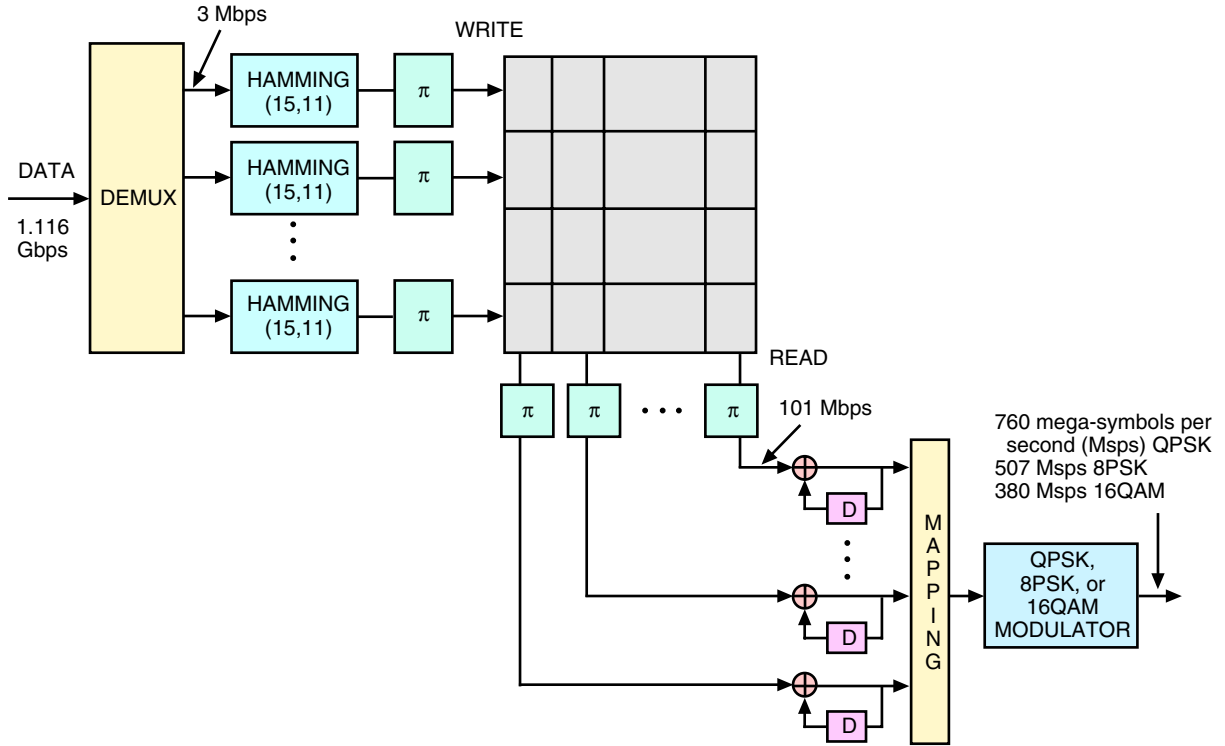 3 Mbps
WRITE
HAMMING
(15,11)
π
DATA
DEMUX
1.116
Gbps
HAMMING
(15,11)
π
HAMMING
(15,11)
π
READ
π
π
π
101 Mbps
760 mega-symbols per
second (Msps) QPSK
507 Msps 8PSK
380 Msps 16QAM
D
D
D
M
A
P
P
I
N
G
QPSK,
8PSK, or
16QAM
MODULATOR